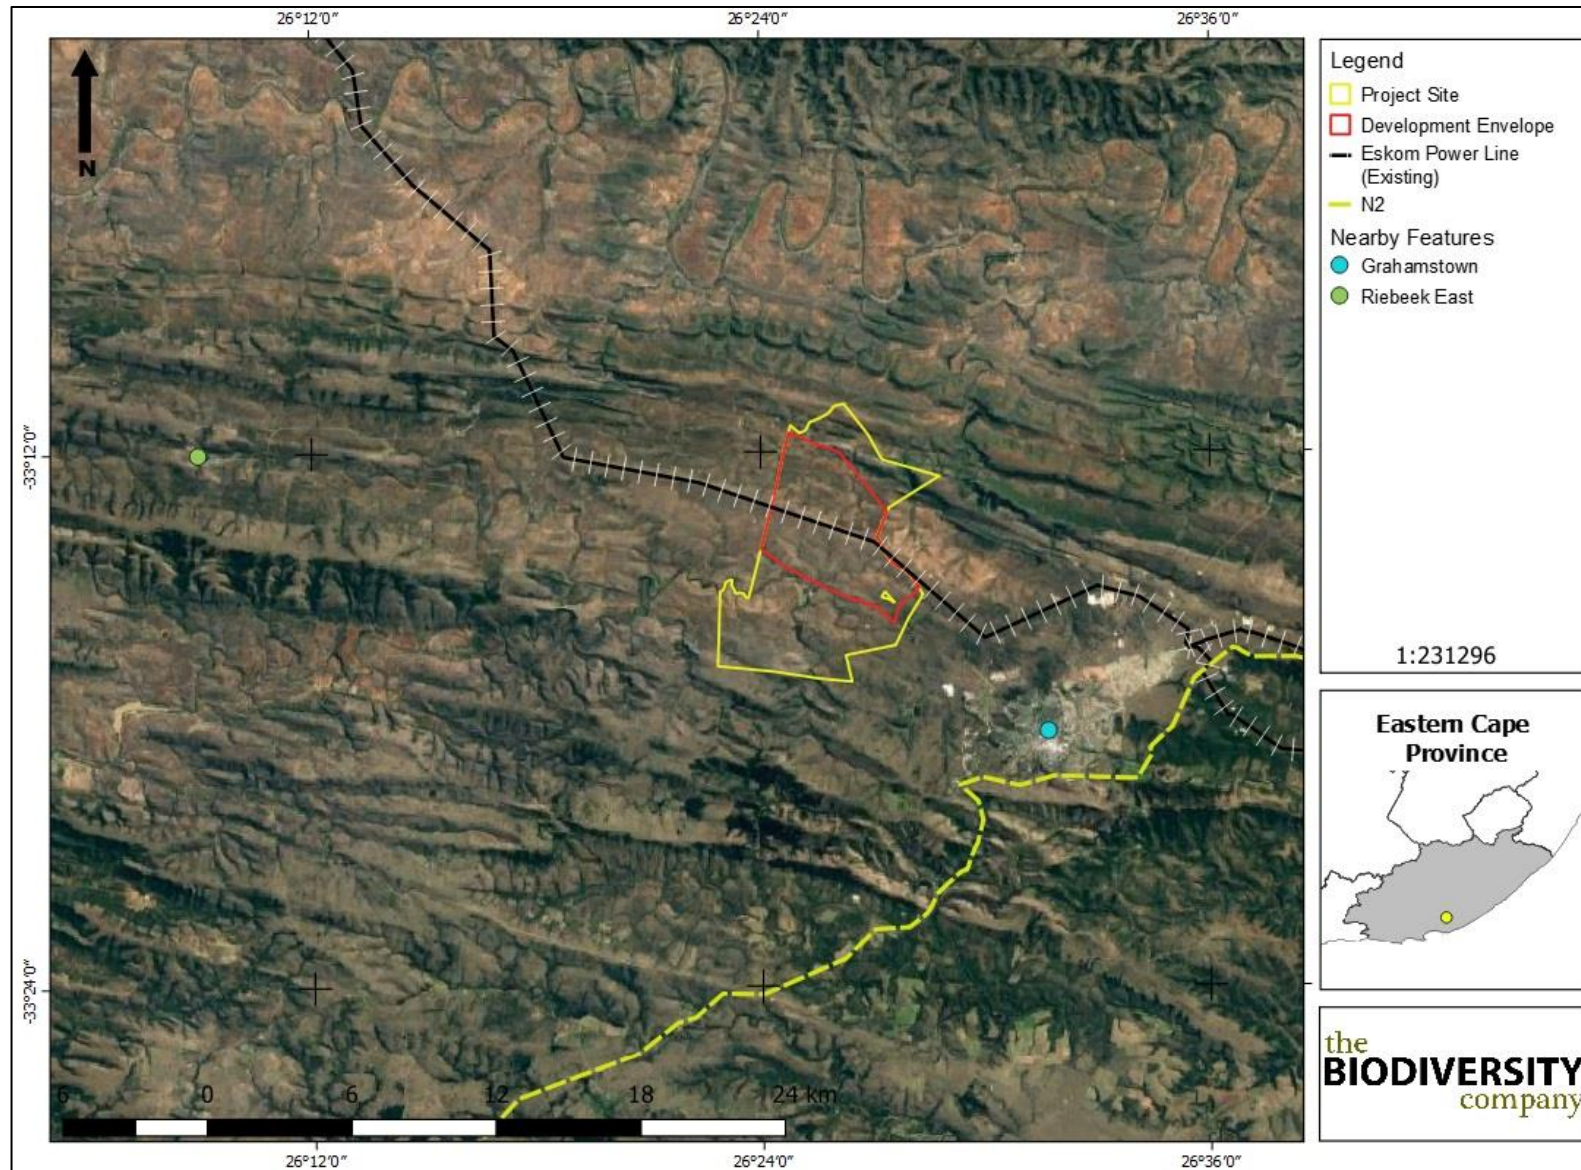 26°12'0"
26°24'0"
26°36'0"
-33°12'0"
-33°24'0"
N
6 0 6 12 18 24 km
26°12'0"
26°24'0"
26°36'0"
Legend
Project Site
Development Envelope
Eskom Power Line
(Existing)
N2
Nearby Features
Grahamstown
Riebeek East
1:231296
Eastern Cape
Province
the
BIODIVERSITY
company